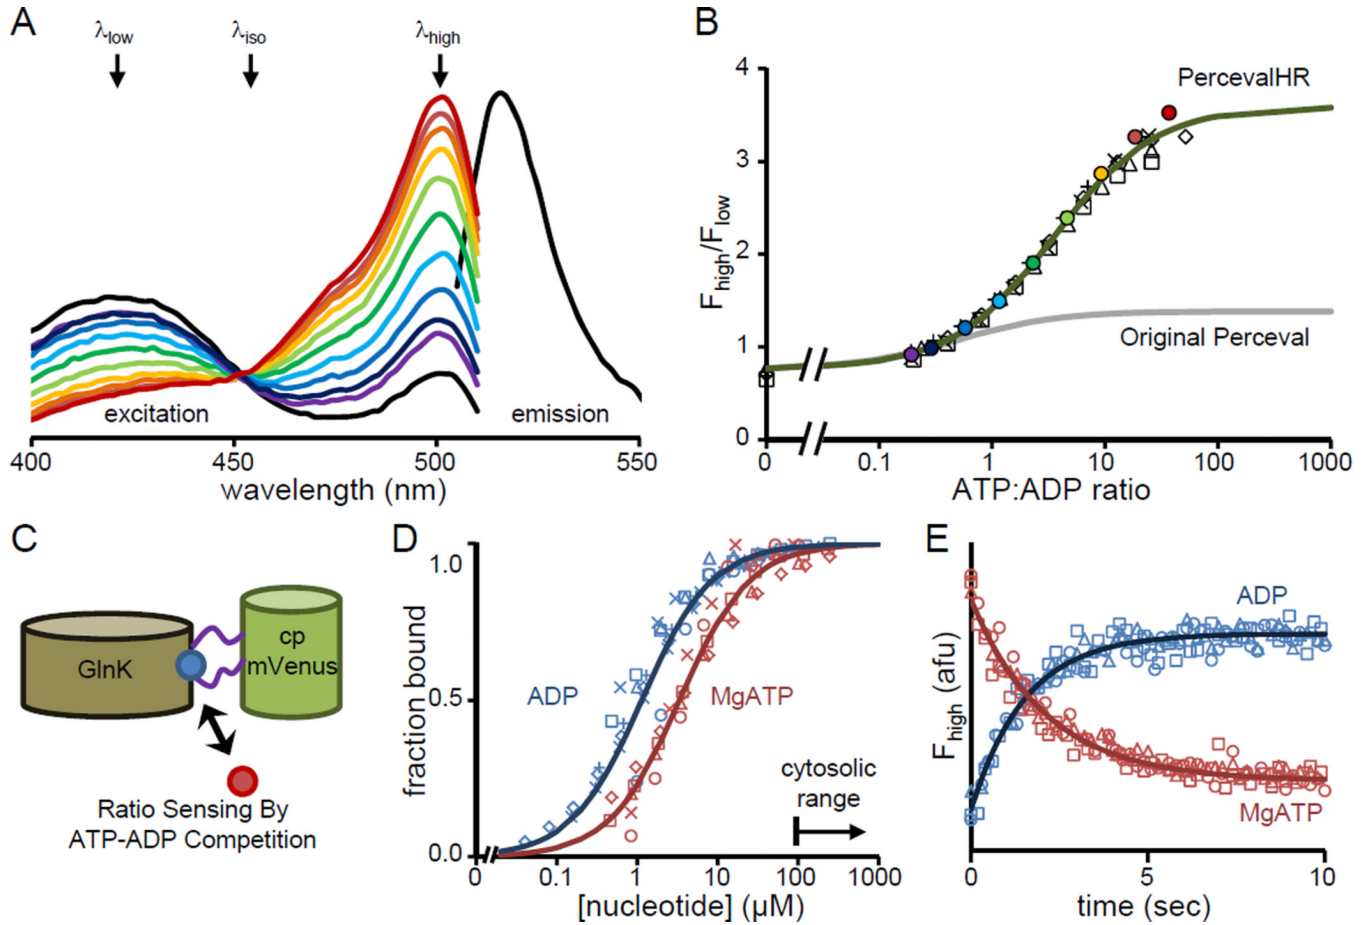 A
λlow
λiso
λhigh
excitation
emission
400
450
500
550
wavelength (nm)
B
Fhigh/Flow
4
3
2
1
0
PercevalHR
Original Perceval
0
0.1
1
10
100
1000
ATP:ADP ratio
C
GlnK
cp
mVenus
Ratio Sensing By
ATP-ADP Competition
D
fraction bound
1.0
0.5
0.0
ADP
MgATP
cytosolic
range
0
0.1
1
10
100
1000
[nucleotide] (µM)
E
Fhigh (afu)
ADP
MgATP
0
5
10
time (sec)